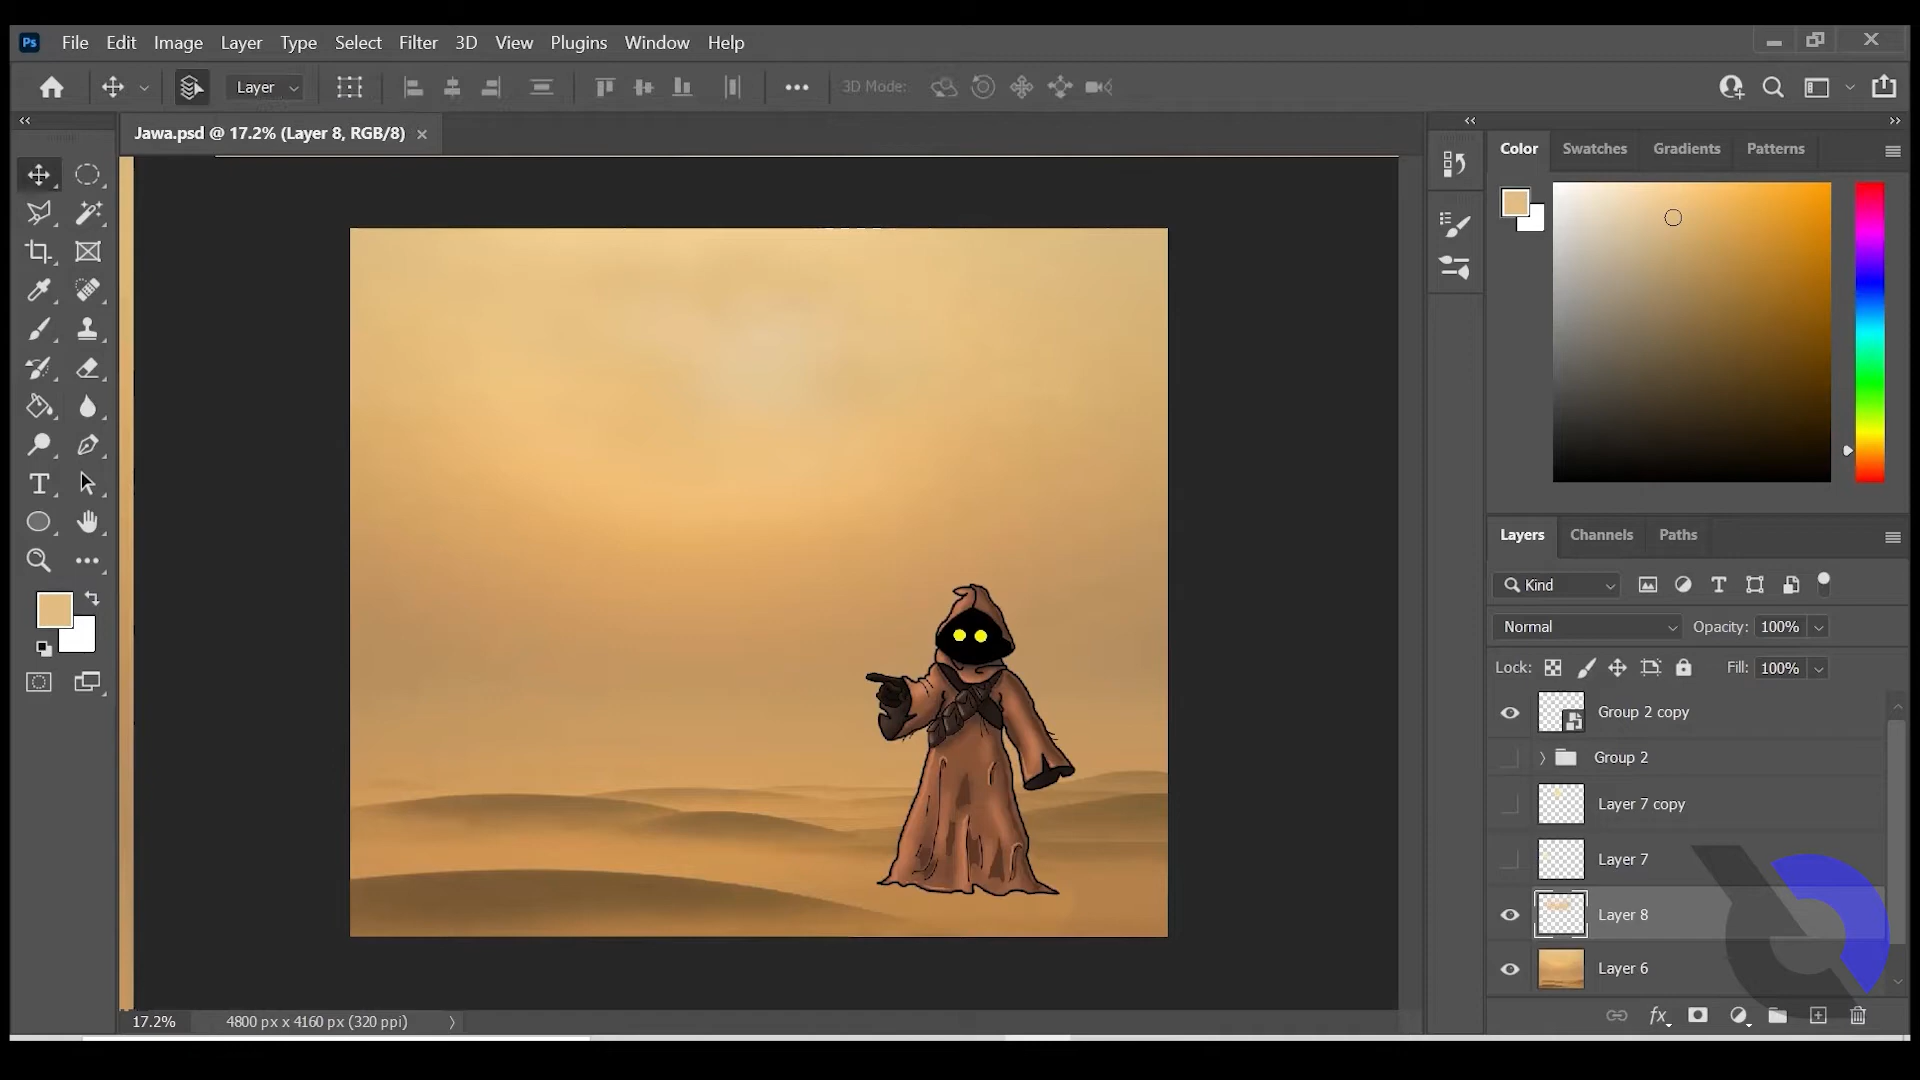 Ps File Edit Image Layer Type Select Filter 3D View Plugins Window Help
Layer 3D Mode:
Jawa.psd @ 17.2% (Layer 8, RGB/8)
Color Swatches Gradients Patterns
T
Layers Channels Paths
Kind T
Normal Opacity: 100%
Lock: Fill: 100%
Group 2 copy
Group 2
Layer 7 copy
Layer 7
Layer 8
Layer 6
17.2% 4800 px x 4160 px (320 ppi)
fx